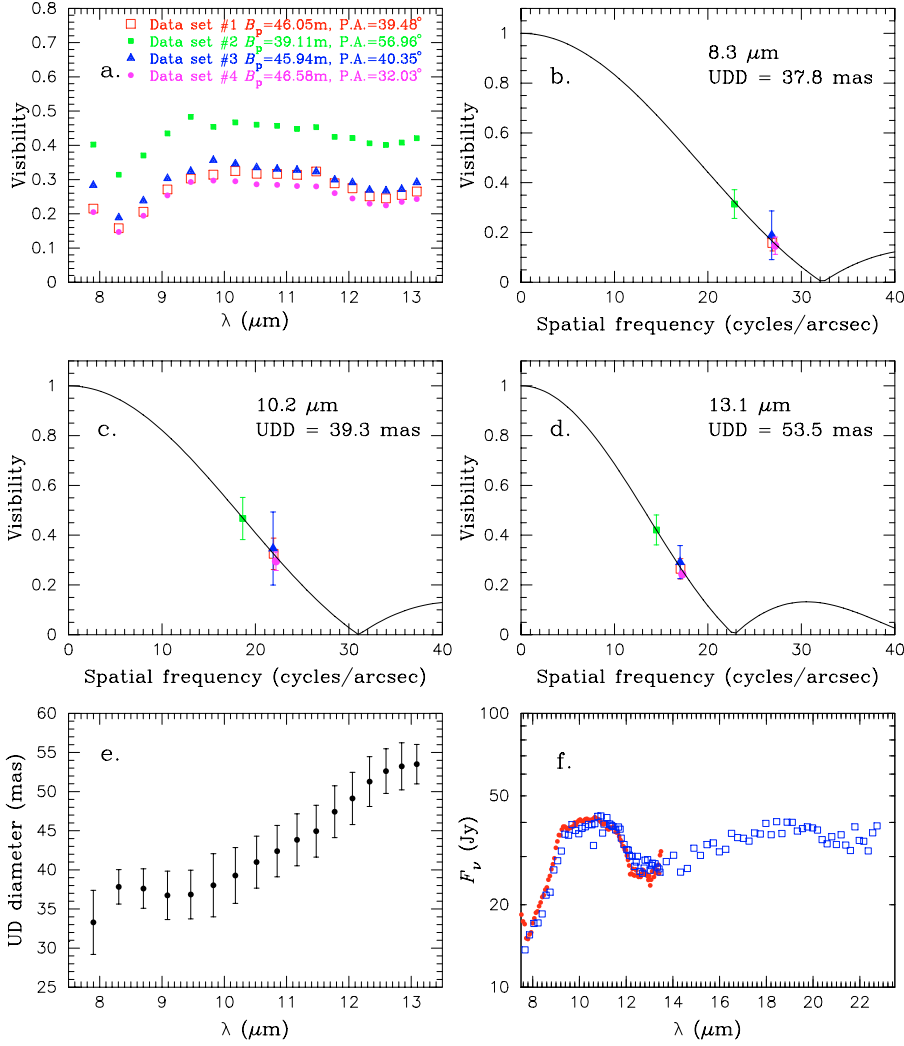 a.
Data set #1 Bp=46.05m, P.A.=39.48°
Data set #2 Bp=39.11m, P.A.=56.96°
Data set #3 Bp=45.94m, P.A.=40.35°
Data set #4 Bp=46.58m, P.A.=32.03°
Visibility
0.8
0.7
0.6
0.5
0.4
0.3
0.2
0.1
0
8 9 10 11 12 13
λ (μm)
b.
8.3 μm
UDD = 37.8 mas
Visibility
1
0.8
0.6
0.4
0.2
0
0 10 20 30 40
Spatial frequency (cycles/arcsec)
c.
10.2 μm
UDD = 39.3 mas
Visibility
1
0.8
0.6
0.4
0.2
0
0 10 20 30 40
Spatial frequency (cycles/arcsec)
d.
13.1 μm
UDD = 53.5 mas
Visibility
1
0.8
0.6
0.4
0.2
0
0 10 20 30 40
Spatial frequency (cycles/arcsec)
e.
UD diameter (mas)
60
55
50
45
40
35
30
25
8 9 10 11 12 13
λ (μm)
f.
Fν (Jy)
100
50
20
10
8 10 12 14 16 18 20 22
λ (μm)